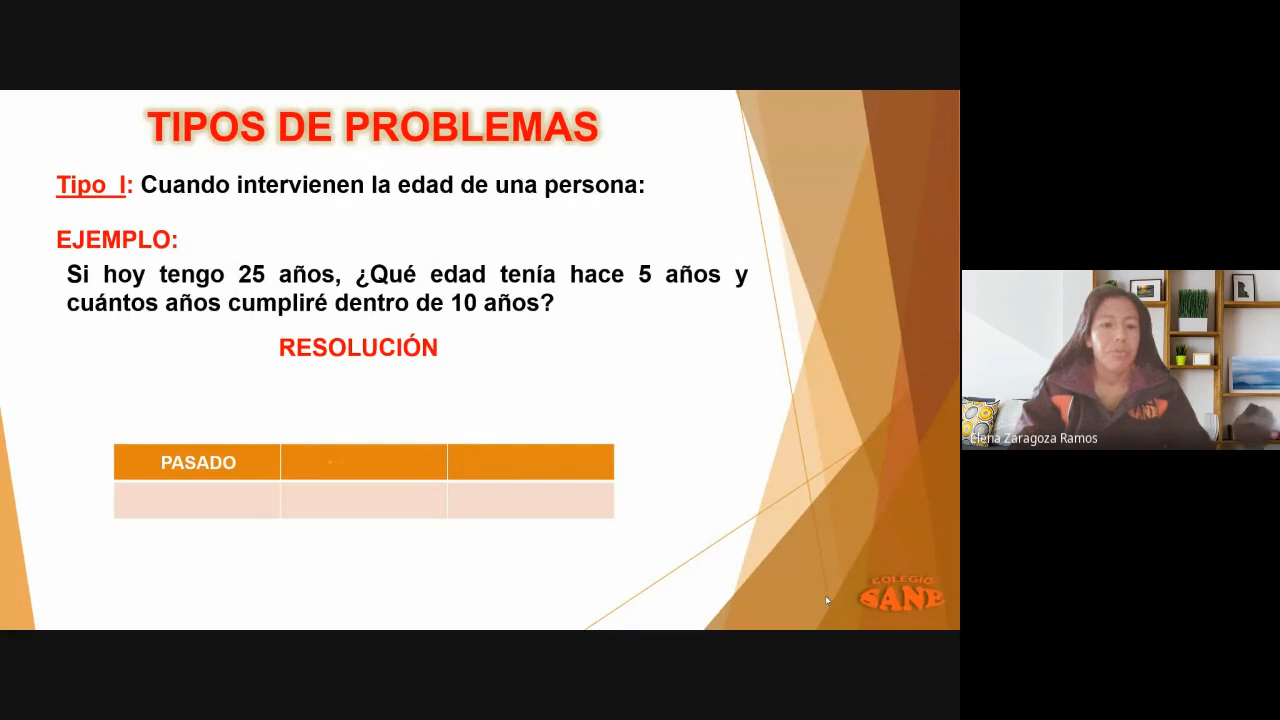 TIPOS DE PROBLEMAS
Tipo I: Cuando intervienen la edad de una persona:
EJEMPLO:
Si hoy tengo 25 años, ¿Qué edad tenía hace 5 años y
cuántos años cumpliré dentro de 10 años?
RESOLUCIÓN
PASADO
COLEGIO
SANE
Elena Zaragoza Ramos